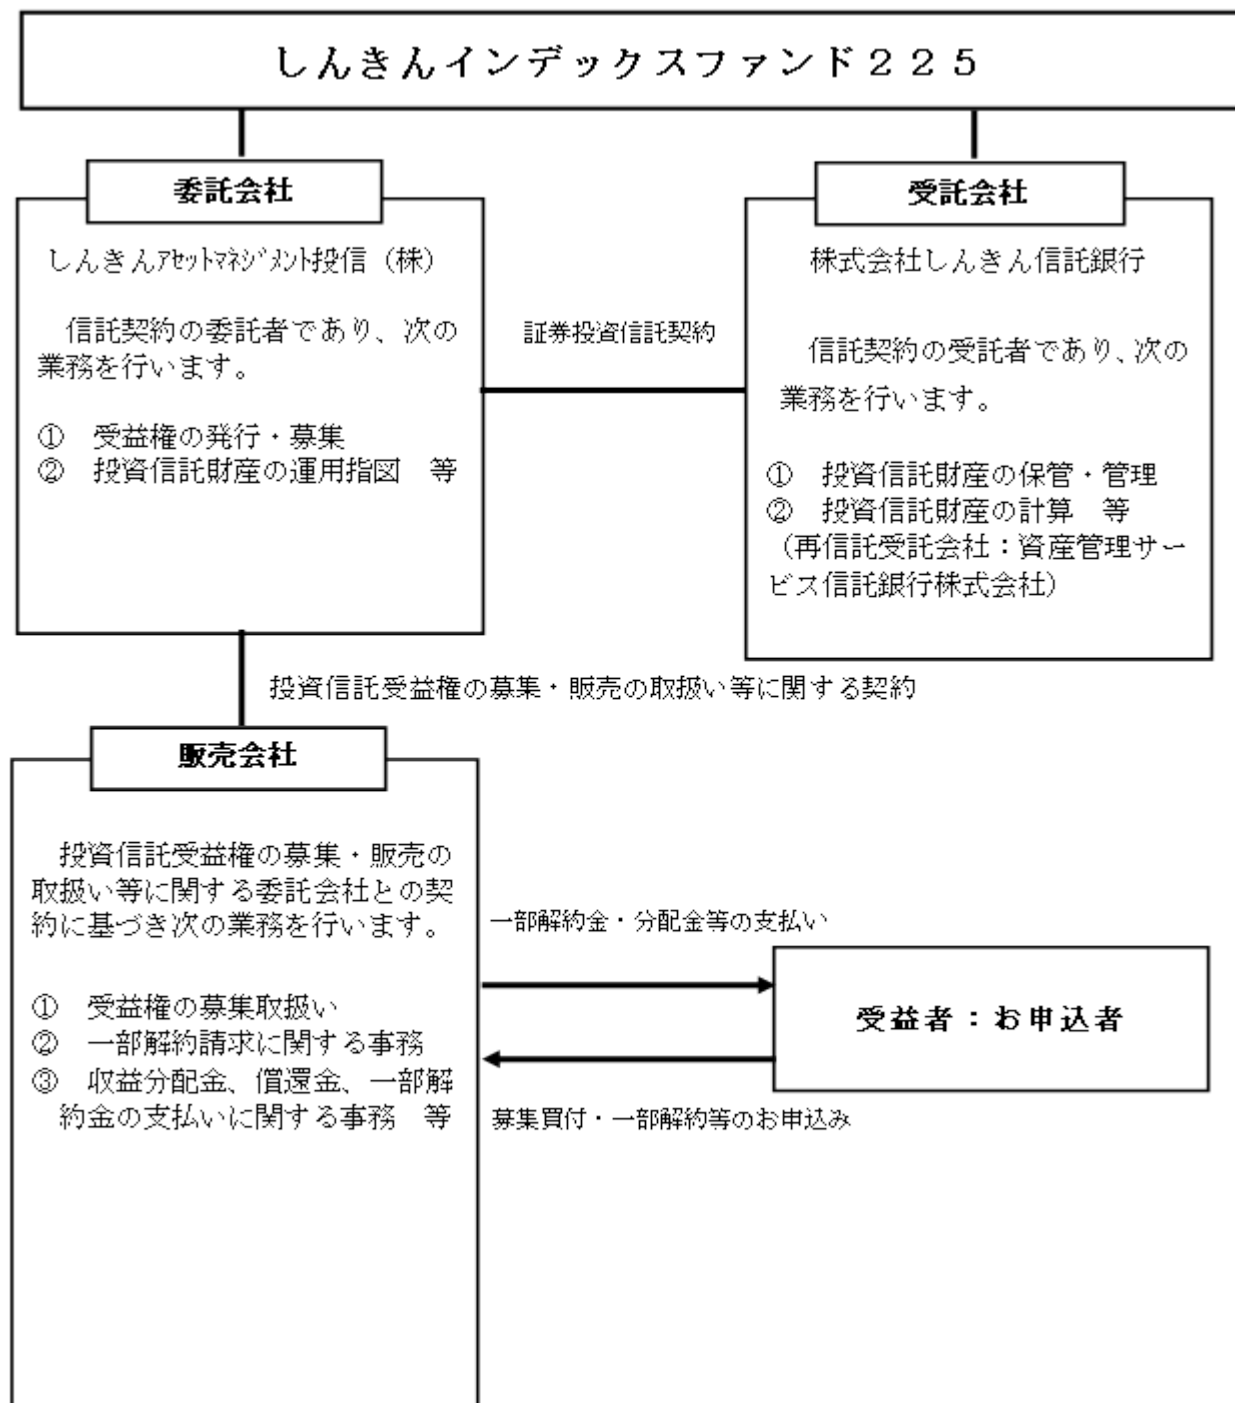 しんきんインデックスファンド２２５
委託会社
しんきんｱｾｯﾄﾏﾈｼﾞﾒﾝﾄ投信（株）
信託契約の委託者であり、次の
業務を行います。
①　受益権の発行・募集
②　投資信託財産の運用指図　等
証券投資信託契約
受託会社
株式会社しんきん信託銀行
信託契約の受託者であり、次の
業務を行います。
①　投資信託財産の保管・管理
②　投資信託財産の計算　等
（再信託受託会社：資産管理サー
ビス信託銀行株式会社）
投資信託受益権の募集・販売の取扱い等に関する契約
販売会社
投資信託受益権の募集・販売の
取扱い等に関する委託会社との契
約に基づき次の業務を行います。
①　受益権の募集取扱い
②　一部解約請求に関する事務
③　収益分配金、償還金、一部解
約金の支払いに関する事務　等
一部解約金・分配金等の支払い
受益者：お申込者
募集買付・一部解約等のお申込み